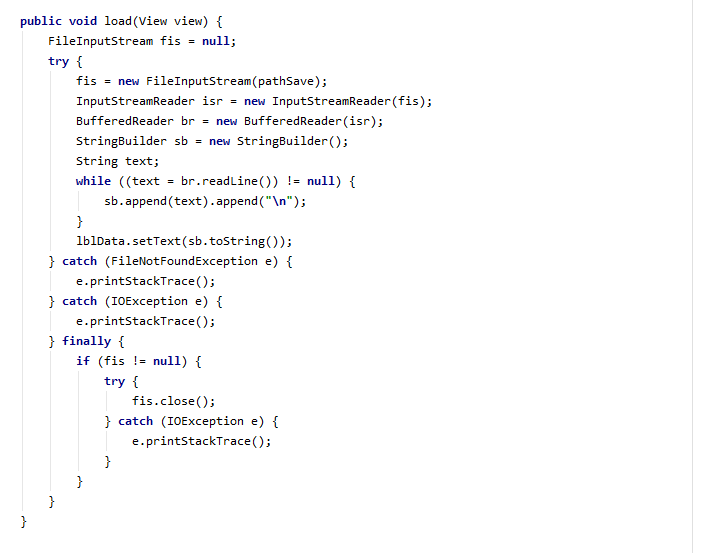 public void load(View view) {
    FileInputStream fis = null;
    try {
        fis = new FileInputStream(pathSave);
        InputStreamReader isr = new InputStreamReader(fis);
        BufferedReader br = new BufferedReader(isr);
        StringBuilder sb = new StringBuilder();
        String text;
        while ((text = br.readLine()) != null) {
            sb.append(text).append("\n");
        }
        lblData.setText(sb.toString());
    } catch (FileNotFoundException e) {
        e.printStackTrace();
    } catch (IOException e) {
        e.printStackTrace();
    } finally {
        if (fis != null) {
            try {
                fis.close();
            } catch (IOException e) {
                e.printStackTrace();
            }
        }
    }
}